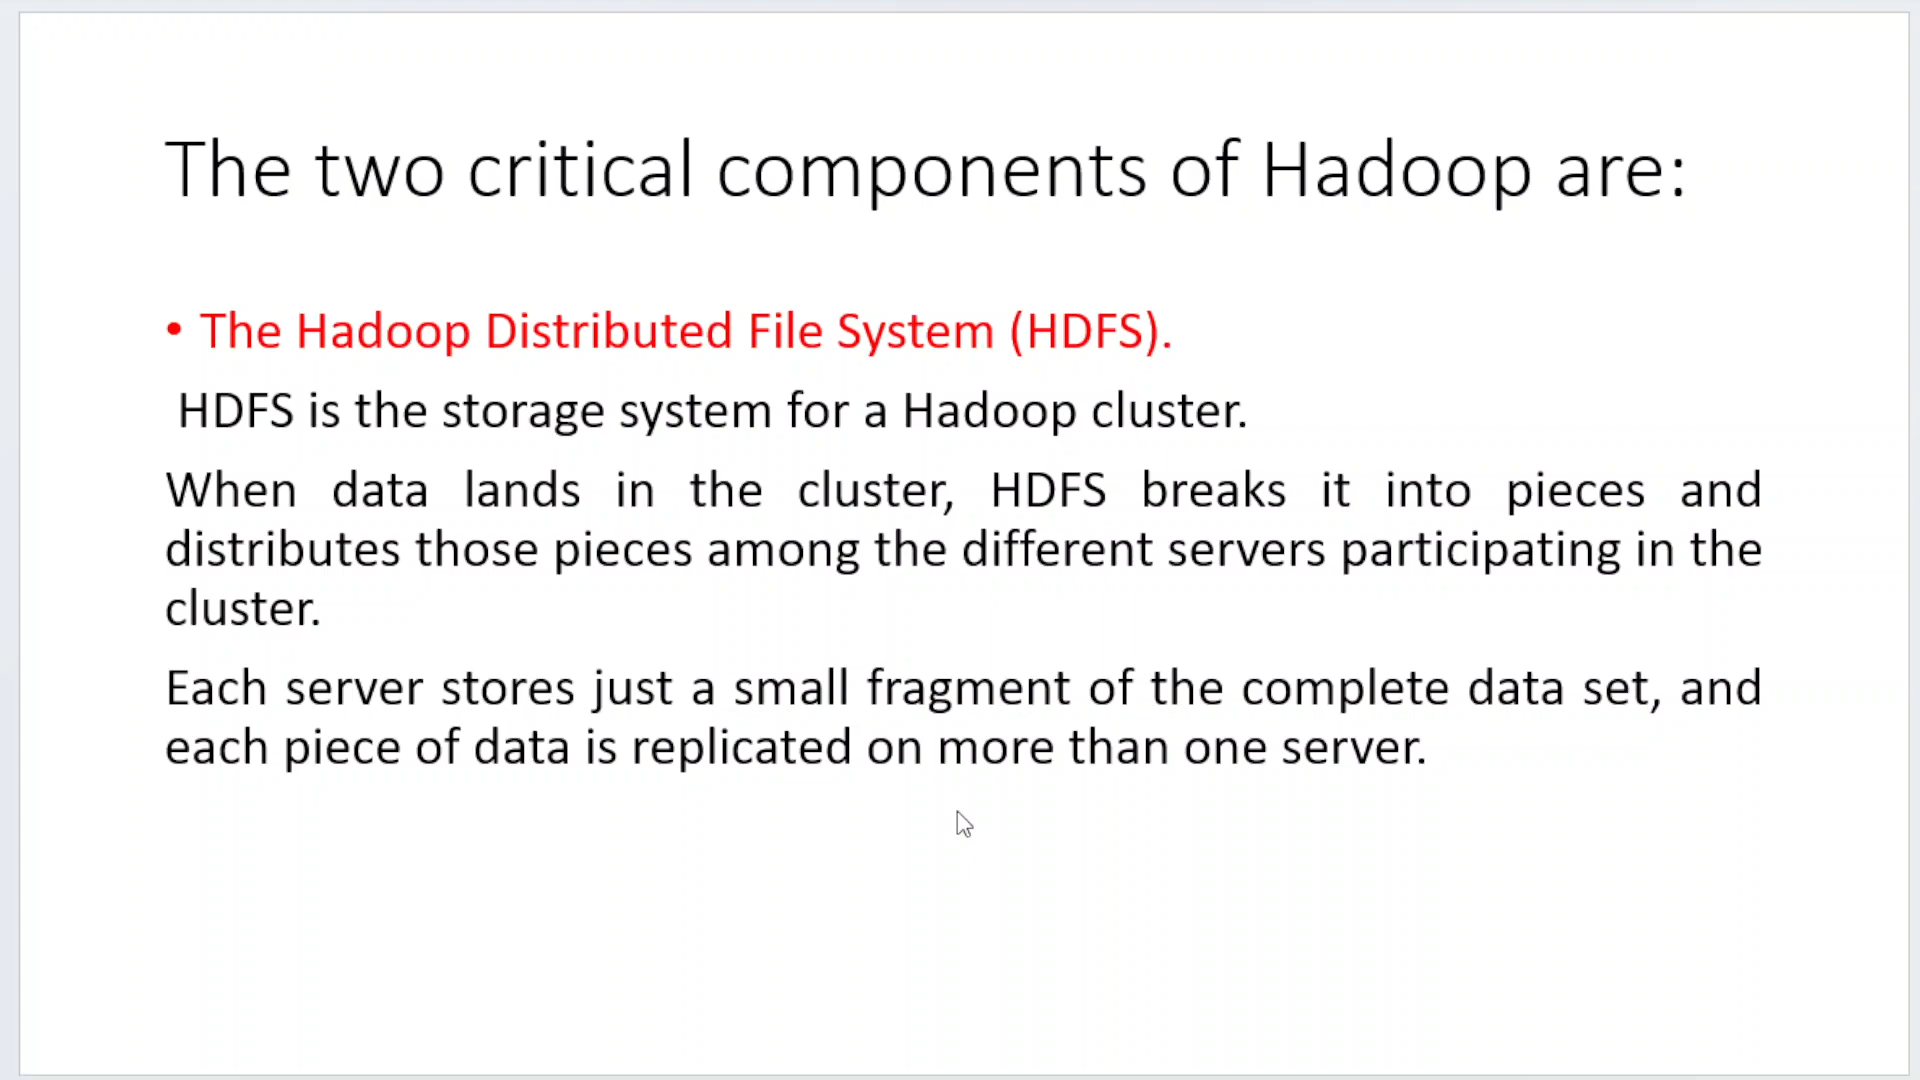 The two critical components of Hadoop are:
• The Hadoop Distributed File System (HDFS).
HDFS is the storage system for a Hadoop cluster.
When data lands in the cluster, HDFS breaks it into pieces and
distributes those pieces among the different servers participating in the
cluster.
Each server stores just a small fragment of the complete data set, and
each piece of data is replicated on more than one server.